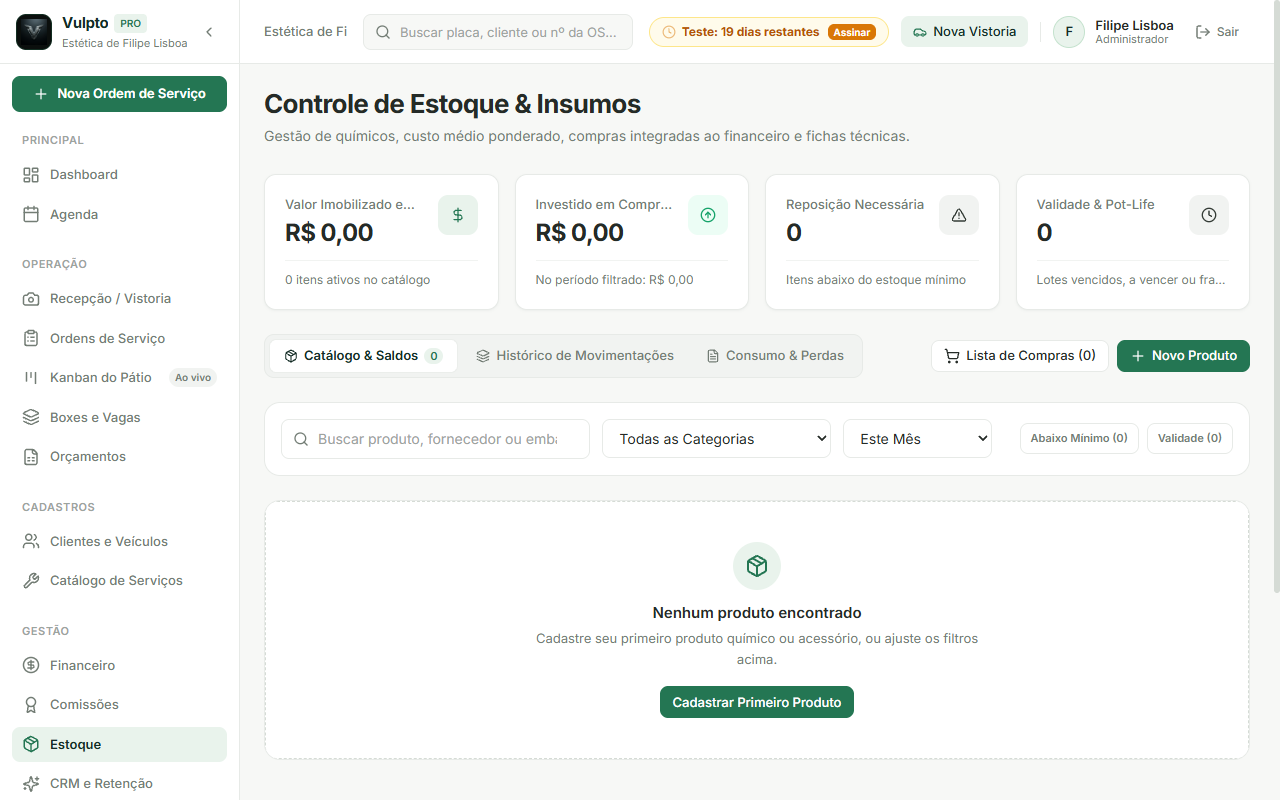 Vulpto PRO
Estética de Filipe Lisboa
Nova Ordem de Serviço
PRINCIPAL
Dashboard
Agenda
OPERAÇÃO
Recepção / Vistoria
Ordens de Serviço
Kanban do Pátio Ao vivo
Boxes e Vagas
Orçamentos
CADASTROS
Clientes e Veículos
Catálogo de Serviços
GESTÃO
Financeiro
Comissões
Estoque
CRM e Retenção
Estética de Fi
Buscar placa, cliente ou nº da OS...
Teste: 19 dias restantes Assinar
Nova Vistoria
F
Filipe Lisboa
Administrador
Sair
Controle de Estoque & Insumos
Gestão de químicos, custo médio ponderado, compras integradas ao financeiro e fichas técnicas.
Valor Imobilizado e...
R$ 0,00
0 itens ativos no catálogo
Investido em Compr...
R$ 0,00
No período filtrado: R$ 0,00
Reposição Necessária
0
Itens abaixo do estoque mínimo
Validade & Pot-Life
0
Lotes vencidos, a vencer ou fra...
Catálogo & Saldos 0
Histórico de Movimentações
Consumo & Perdas
Lista de Compras (0)
Novo Produto
Buscar produto, fornecedor ou emba
Todas as Categorias
Este Mês
Abaixo Mínimo (0)
Validade (0)
Nenhum produto encontrado
Cadastre seu primeiro produto químico ou acessório, ou ajuste os filtros
acima.
Cadastrar Primeiro Produto